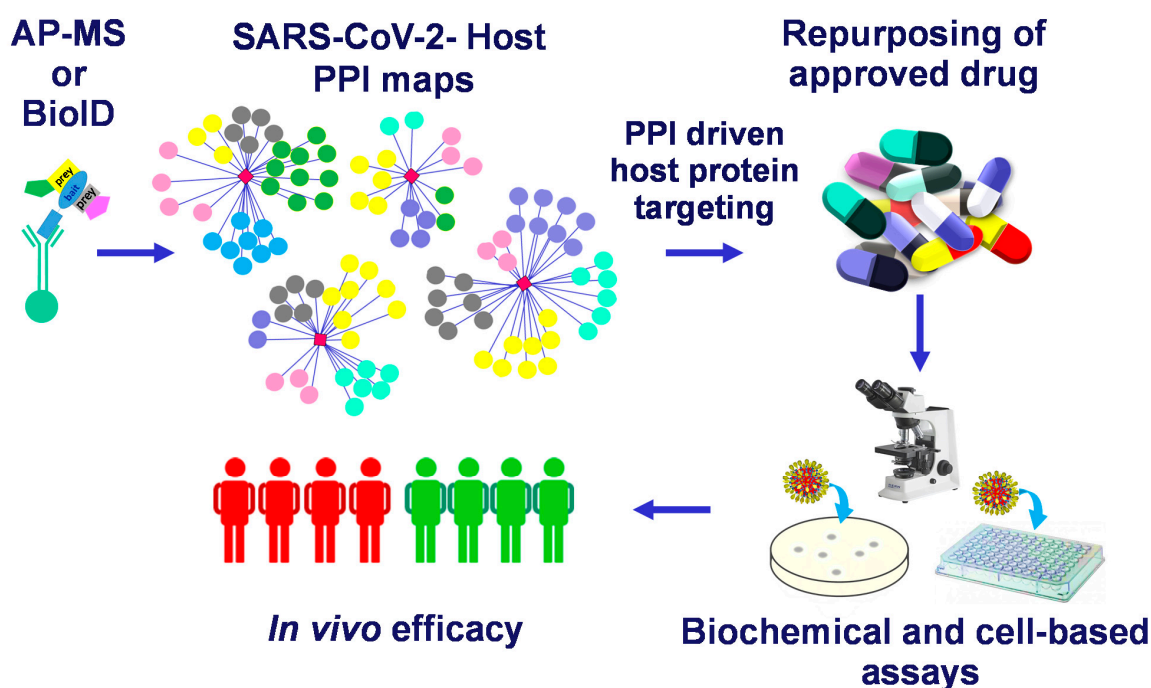 AP-MS
or
BioID
prey
bait
prey
SARS-CoV-2- Host
PPI maps
PPI driven
host protein
targeting
Repurposing of
approved drug
Biochemical and cell-based
assays
In vivo efficacy